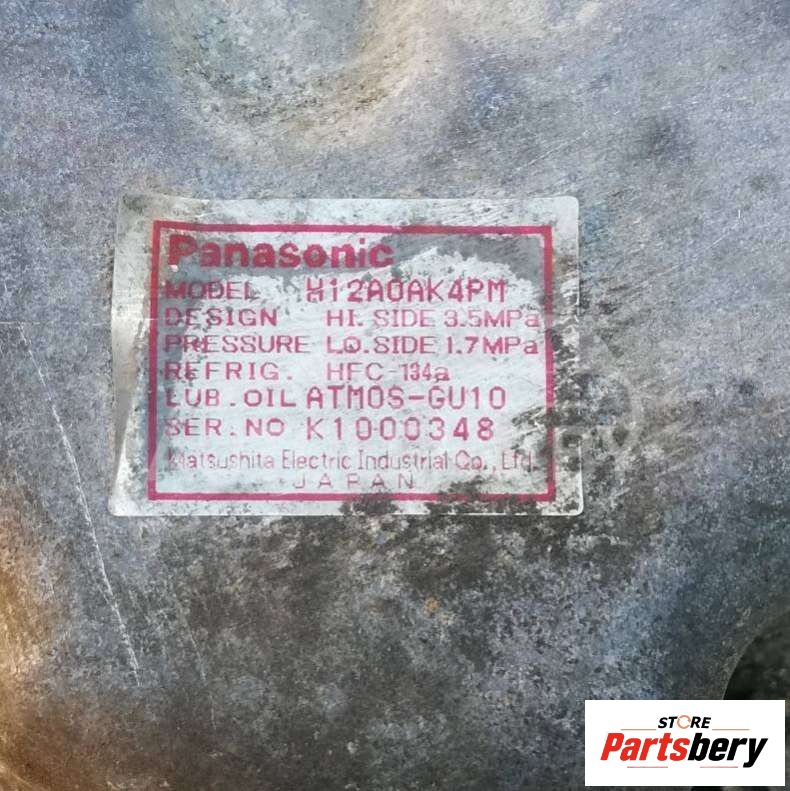 Panasonic
MODEL H12A0AK4PM
DESIGN HI. SIDE 3.5MPa
PRESSURE LO. SIDE 1.7MPa
REFRIG. HFC-134a
LUB. OIL ATMOS-GU10
SER. NO K1000348
Matsushita Electric Industrial Co., Ltd.
JAPAN
STORE
Partsbery